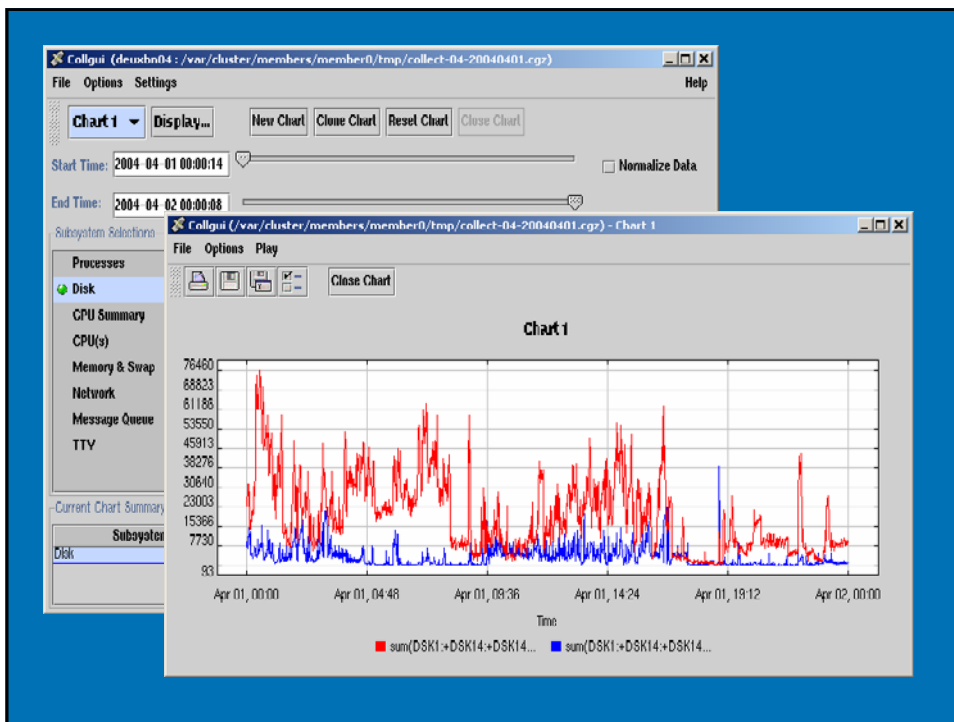 Collgui (deuxbn04 : /var/cluster/members/member0/tmp/collect-04-20040401.cgz)
File Options Settings Help
Chart 1 Display... New Chart Clone Chart Reset Chart Close Chart
Start Time: 2004-04-01 00:00:14 Normalize Data
End Time: 2004-04-02 00:00:08
Subsystem Selections
Processes
Disk
CPU Summary
CPU(s)
Memory & Swap
Network
Message Queue
TTY
Current Chart Summary
Disk
Collgui (/var/cluster/members/member0/tmp/collect-04-20040401.cgz) - Chart 1
File Options Play
Close Chart
Chart 1
76460
68823
61186
53550
45913
38276
30640
23003
15366
7730
93
Apr 01, 00:00 Apr 01, 04:48 Apr 01, 09:36 Apr 01, 14:24 Apr 01, 19:12 Apr 02, 00:00
Time
sum(DSK1:+DSK14:+DSK14... sum(DSK1:+DSK14:+DSK14...